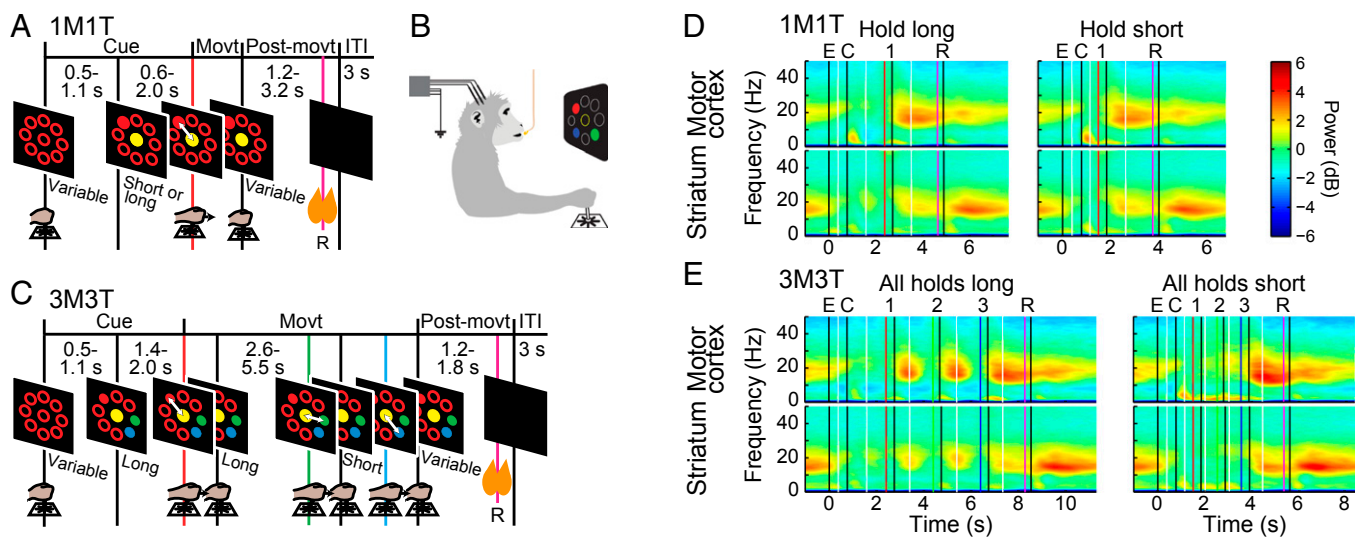 A 1M1T
Cue Movt Post-movt ITI
0.5-
1.1 s
0.6-
2.0 s
1.2-
3.2 s
3 s
Variable
Short or
long
Variable
R
B
C 3M3T
Cue Movt Post-movt ITI
0.5-
1.1 s
1.4-
2.0 s
2.6-
5.5 s
1.2-
1.8 s
3 s
Variable
Long
Long
Short
Variable
R
D 1M1T
Hold long
Hold short
E C 1 R
E C 1 R
Striatum Motor
cortex
Frequency (Hz)
40
20
0
40
20
0
0 2 4 6
0 2 4 6
6
4
2
0
−2
−4
−6
Power (dB)
E 3M3T
All holds long
All holds short
E C 1 2 3 R
E C 1 2 3 R
Striatum Motor
cortex
Frequency (Hz)
40
20
0
40
20
0
0 2 4 6 8 10
0 2 4 6 8
Time (s)
Time (s)